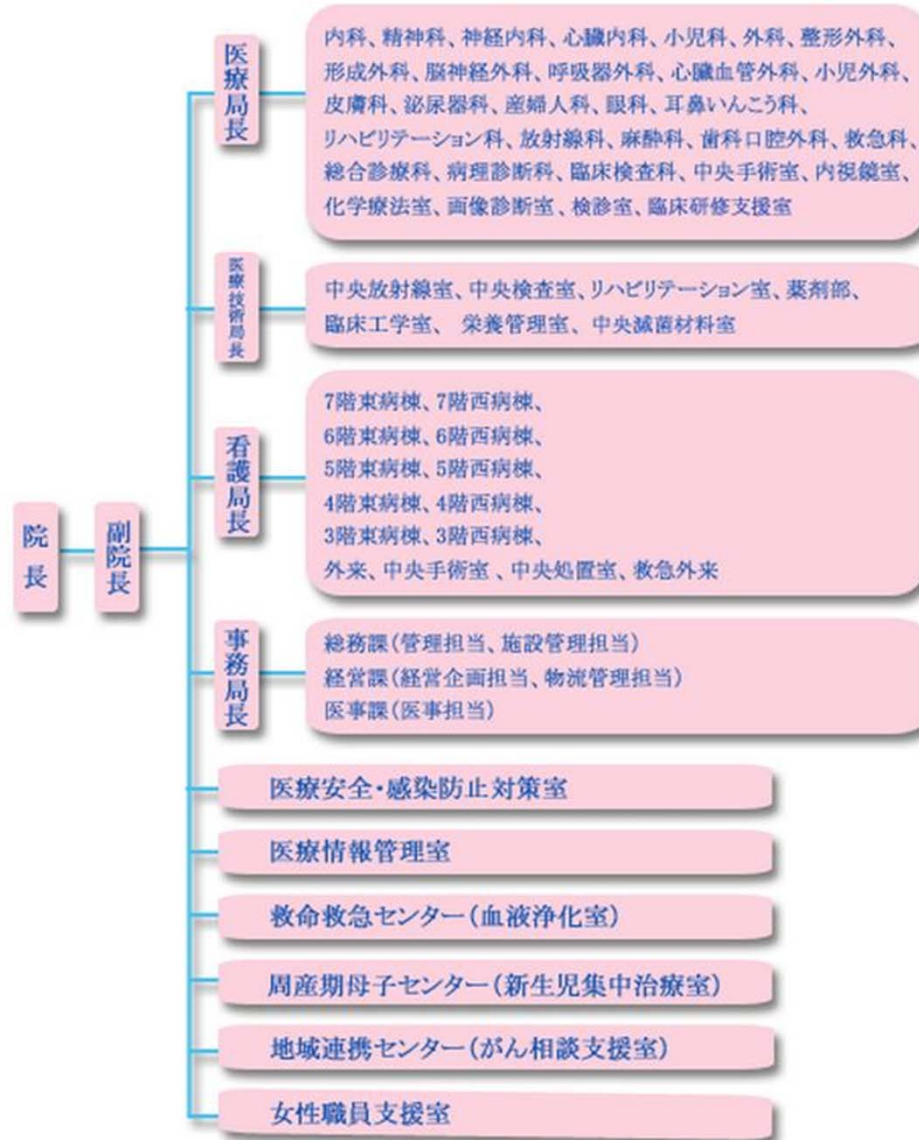 院長
副院長
医療局長
内科、精神科、神経内科、心臓内科、小児科、外科、整形外科、
形成外科、脳神経外科、呼吸器外科、心臓血管外科、小児外科、
皮膚科、泌尿器科、産婦人科、眼科、耳鼻いんこう科、
リハビリテーション科、放射線科、麻酔科、歯科口腔外科、救急科、
総合診療科、病理診断科、臨床検査科、中央手術室、内視鏡室、
化学療法室、画像診断室、検診室、臨床研修支援室
医療技術局長
中央放射線室、中央検査室、リハビリテーション室、薬剤部、
臨床工学室、 栄養管理室、中央滅菌材料室
看護局長
7階東病棟、7階西病棟、
6階東病棟、6階西病棟、
5階東病棟、5階西病棟、
4階東病棟、4階西病棟、
3階東病棟、3階西病棟、
外来、中央手術室、中央処置室、救急外来
事務局長
総務課(管理担当、施設管理担当)
経営課(経営企画担当、物流管理担当)
医事課(医事担当)
医療安全・感染防止対策室
医療情報管理室
救命救急センター(血液浄化室)
周産期母子センター(新生児集中治療室)
地域連携センター(がん相談支援室)
女性職員支援室